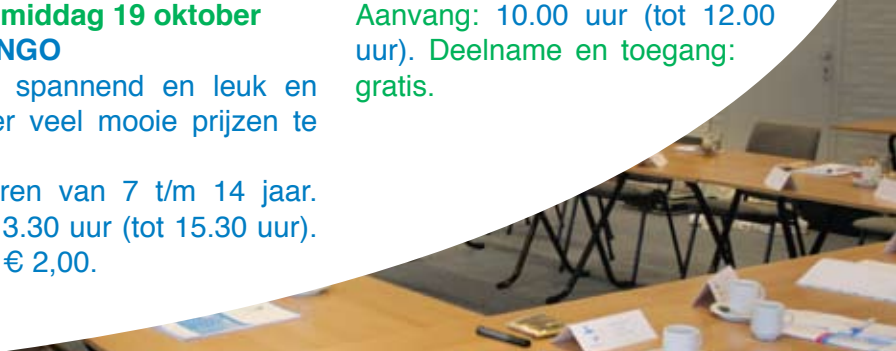 middag 19 oktober
NGO
spannend en leuk en
er veel mooie prijzen te
ren van 7 t/m 14 jaar.
3.30 uur (tot 15.30 uur).
€ 2,00.
Aanvang: 10.00 uur (tot 12.00
uur). Deelname en toegang:
gratis.